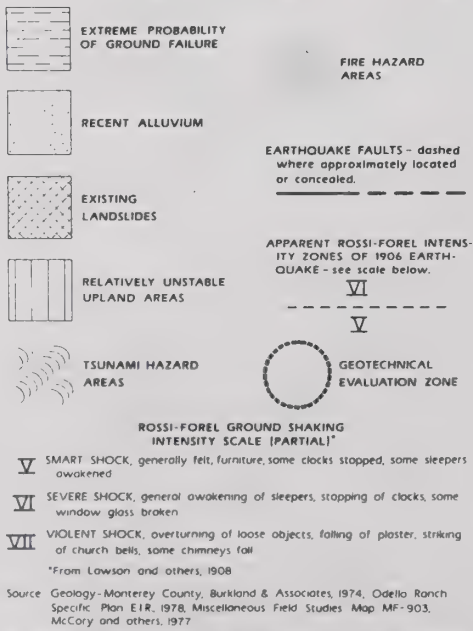 EXTREME PROBABILITY
OF GROUND FAILURE
RECENT ALLUVIUM
EXISTING
LANDSLIDES
RELATIVELY UNSTABLE
UPLAND AREAS
TSUNAMI HAZARD
AREAS
FIRE HAZARD
AREAS
EARTHQUAKE FAULTS - dashed
where approximately located
or concealed.
APPARENT ROSSI-FOREL INTENS-
ITY ZONES OF 1906 EARTH-
QUAKE - see scale below.
VI
V
GEOTECHNICAL
EVALUATION ZONE
ROSSI-FOREL GROUND SHAKING
INTENSITY SCALE (PARTIAL)*
V SMART SHOCK, generally felt, furniture, some clocks stopped, some sleepers
awakened
VI SEVERE SHOCK, general awakening of sleepers, stopping of clocks, some
window glass broken
VII VIOLENT SHOCK, overturning of loose objects, falling of plaster, striking
of church bells, some chimneys fall
*From Lawson and others, 1908
Source Geology-Monterey County, Burkland & Associates, 1974, Odello Ranch
Specific Plan E I R, 1978, Miscellaneous Field Studies Map MF-903,
McCory and others, 1977